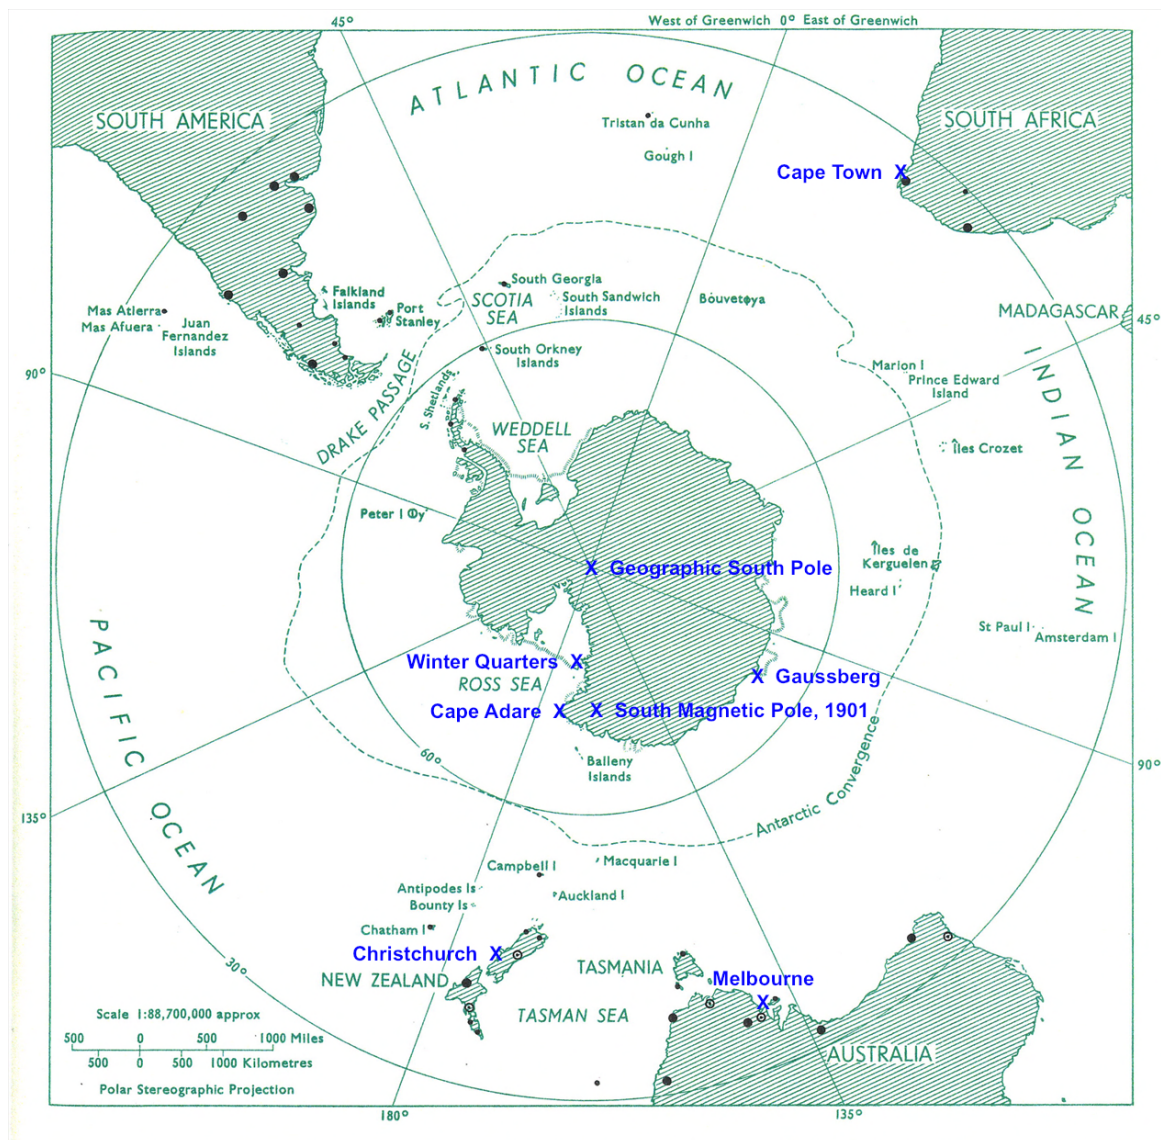 45°
West of Greenwich 0° East of Greenwich
ATLANTIC OCEAN
SOUTH AMERICA
SOUTH AFRICA
Tristan da Cunha
Gough I
Cape Town X
South Georgia
Falkland
Islands
SCOTIA
SEA
South Sandwich
Islands
Bouvetøya
Mas Atierra
Mas Afuera
Juan
Fernandez
Islands
Port
Stanley
MADAGASCAR
45°
South Orkney
Islands
Marion I
Prince Edward
Island
90°
DRAKE PASSAGE
S. Shetlands
WEDDELL
SEA
INDIAN OCEAN
Îles Crozet
Peter I Øy
Îles de
Kerguelen
Heard I
X Geographic South Pole
St Paul I
Amsterdam I
PACIFIC OCEAN
Winter Quarters X
ROSS SEA
X Gaussberg
Cape Adare X
X South Magnetic Pole, 1901
60°
Balleny
Islands
Antarctic Convergence
90°
135°
Campbell I
Macquarie I
Antipodes Is
Bounty Is
Auckland I
Chatham I
Christchurch X
NEW ZEALAND
30°
TASMANIA
Melbourne
X
TASMAN SEA
AUSTRALIA
Scale 1:88,700,000 approx
500 0 500 1000 Miles
500 0 500 1000 Kilometres
Polar Stereographic Projection
180°
135°